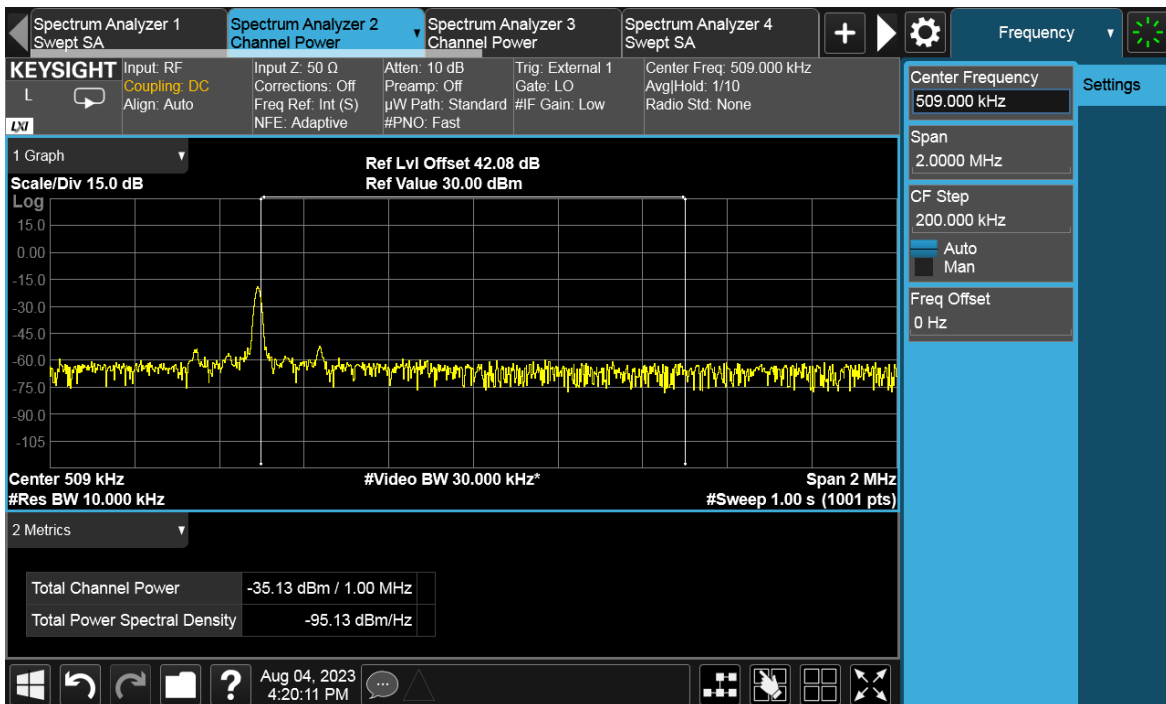 Spectrum Analyzer 1
Swept SA
Spectrum Analyzer 2
Channel Power
Spectrum Analyzer 3
Channel Power
Spectrum Analyzer 4
Swept SA
+
Frequency
KEYSIGHT
L
LXI
Input: RF
Coupling: DC
Align: Auto
Input Z: 50 Ω
Corrections: Off
Freq Ref: Int (S)
NFE: Adaptive
Atten: 10 dB
Preamp: Off
µW Path: Standard
#PNO: Fast
Trig: External 1
Gate: LO
#IF Gain: Low
Center Freq: 509.000 kHz
Avg|Hold: 1/10
Radio Std: None
Center Frequency
509.000 kHz
Settings
Span
2.0000 MHz
CF Step
200.000 kHz
Auto
Man
Freq Offset
0 Hz
1 Graph
Scale/Div 15.0 dB
Ref Lvl Offset 42.08 dB
Ref Value 30.00 dBm
Log
15.0
0.00
-15.0
-30.0
-45.0
-60.0
-75.0
-90.0
-105
Center 509 kHz
#Video BW 30.000 kHz*
Span 2 MHz
#Res BW 10.000 kHz
#Sweep 1.00 s (1001 pts)
2 Metrics
Total Channel Power -35.13 dBm / 1.00 MHz
Total Power Spectral Density -95.13 dBm/Hz
?
Aug 04, 2023
4:20:11 PM